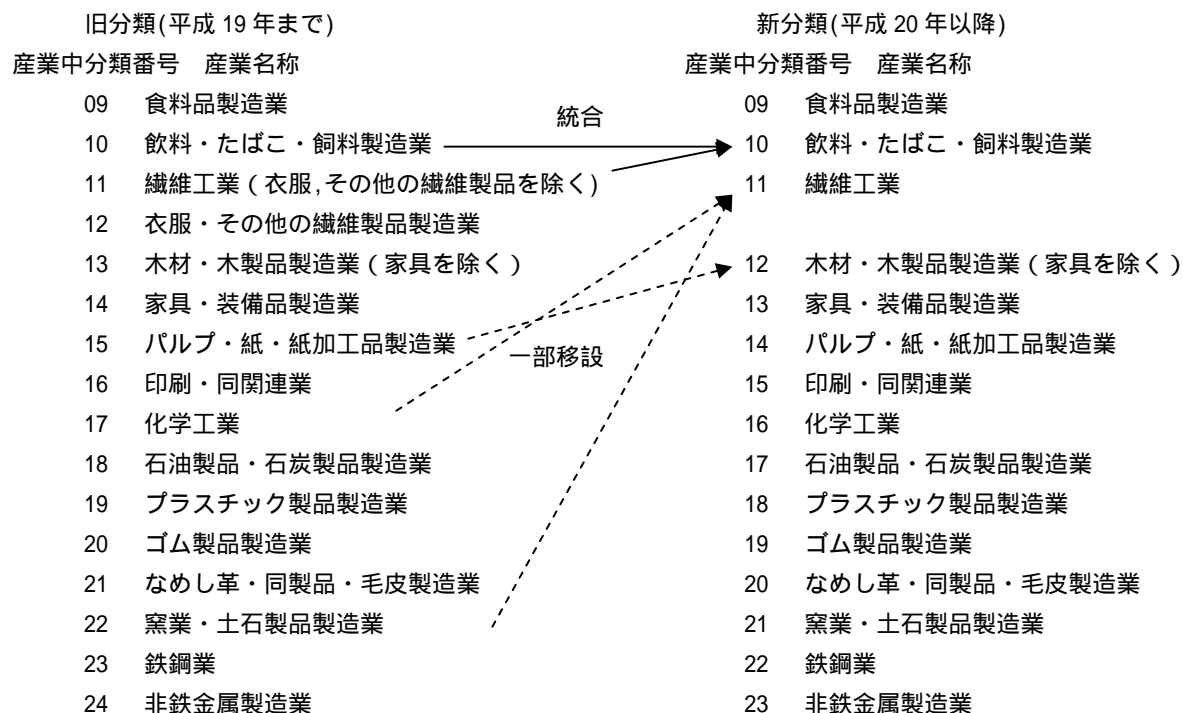 旧分類(平成 19 年まで) 新分類(平成 20 年以降)
産業中分類番号 産業名称 産業中分類番号 産業名称
09 食料品製造業 09 食料品製造業
統合
10 飲料・たばこ・飼料製造業 10 飲料・たばこ・飼料製造業
11 繊維工業(衣服,その他の繊維製品を除く) 11 繊維工業
12 衣服・その他の繊維製品製造業
13 木材・木製品製造業(家具を除く) 12 木材・木製品製造業(家具を除く)
14 家具・装備品製造業 13 家具・装備品製造業
15 パルプ・紙・紙加工品製造業 14 パルプ・紙・紙加工品製造業
一部移設
16 印刷・同関連業 15 印刷・同関連業
17 化学工業 16 化学工業
18 石油製品・石炭製品製造業 17 石油製品・石炭製品製造業
19 プラスチック製品製造業 18 プラスチック製品製造業
20 ゴム製品製造業 19 ゴム製品製造業
21 なめし革・同製品・毛皮製造業 20 なめし革・同製品・毛皮製造業
22 窯業・土石製品製造業 21 窯業・土石製品製造業
23 鉄鋼業 22 鉄鋼業
24 非鉄金属製造業 23 非鉄金属製造業